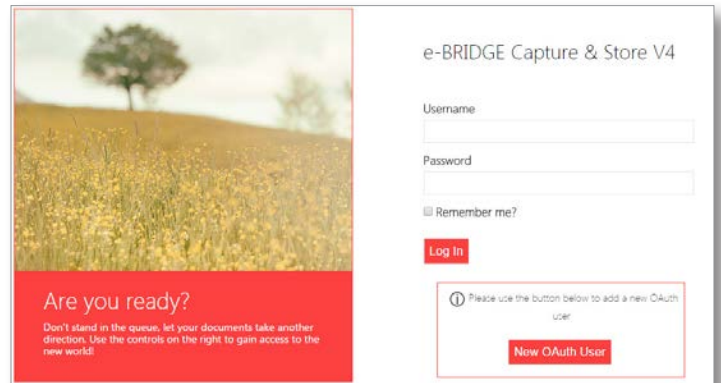 e-BRIDGE Capture & Store V4
Username
Password
Remember me?
Log In
Please use the button below to add a new OAuth
user
New OAuth User
Are you ready?
Don't stand in the queue, let your documents take another
direction. Use the controls on the right to gain access to the
new world!